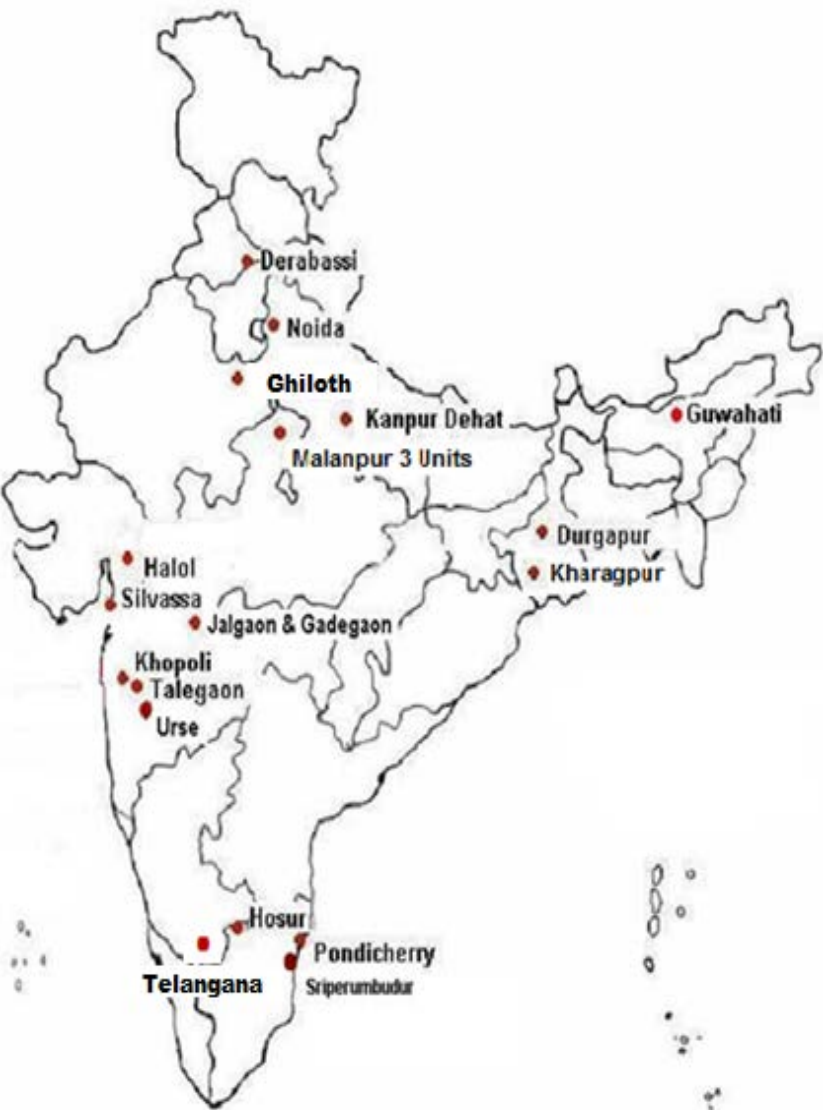 Derabassi
Noida
Ghiloth
Kanpur Dehat
Guwahati
Malanpur 3 Units
Durgapur
Halol
Kharagpur
Silvassa
Jalgaon & Gadegaon
Khopoli
Talegaon
Urse
Hosur
Pondicherry
Telangana
Sriperumbudur